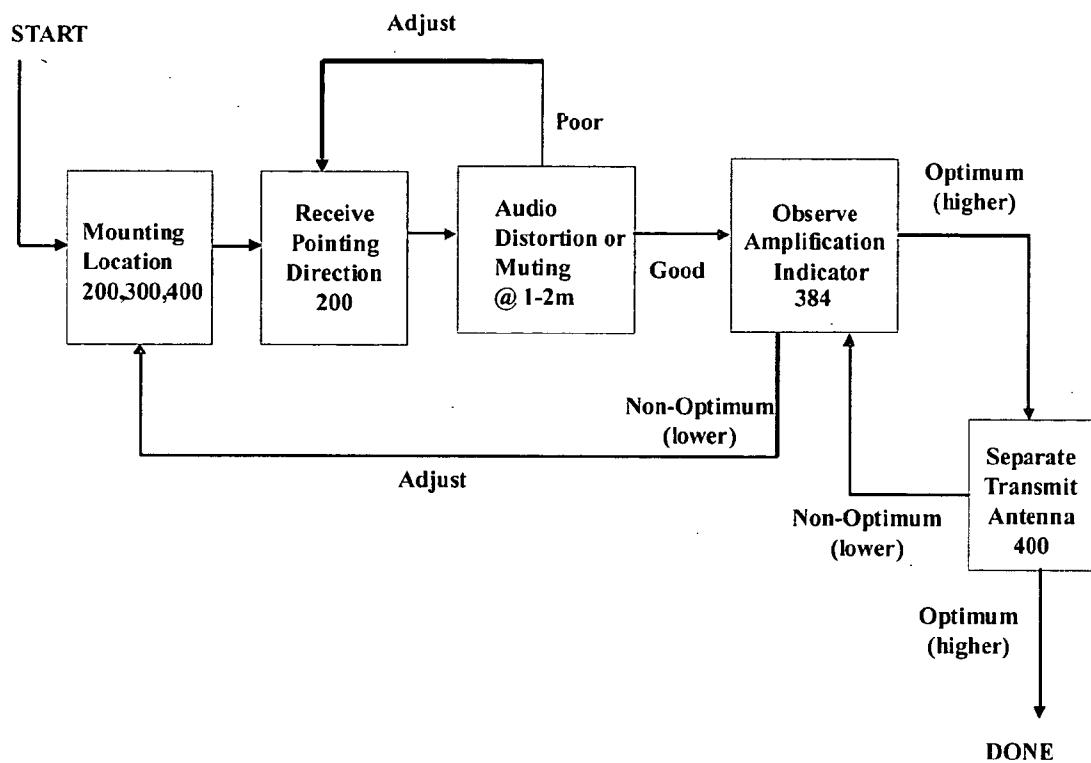 START
Adjust
Poor
Mounting
Location
200,300,400
Receive
Pointing
Direction
200
Audio
Distortion or
Muting
@ 1-2m
Good
Observe
Amplification
Indicator
384
Optimum
(higher)
Non-Optimum
(lower)
Adjust
Separate
Transmit
Antenna
400
Non-Optimum
(lower)
Optimum
(higher)
DONE